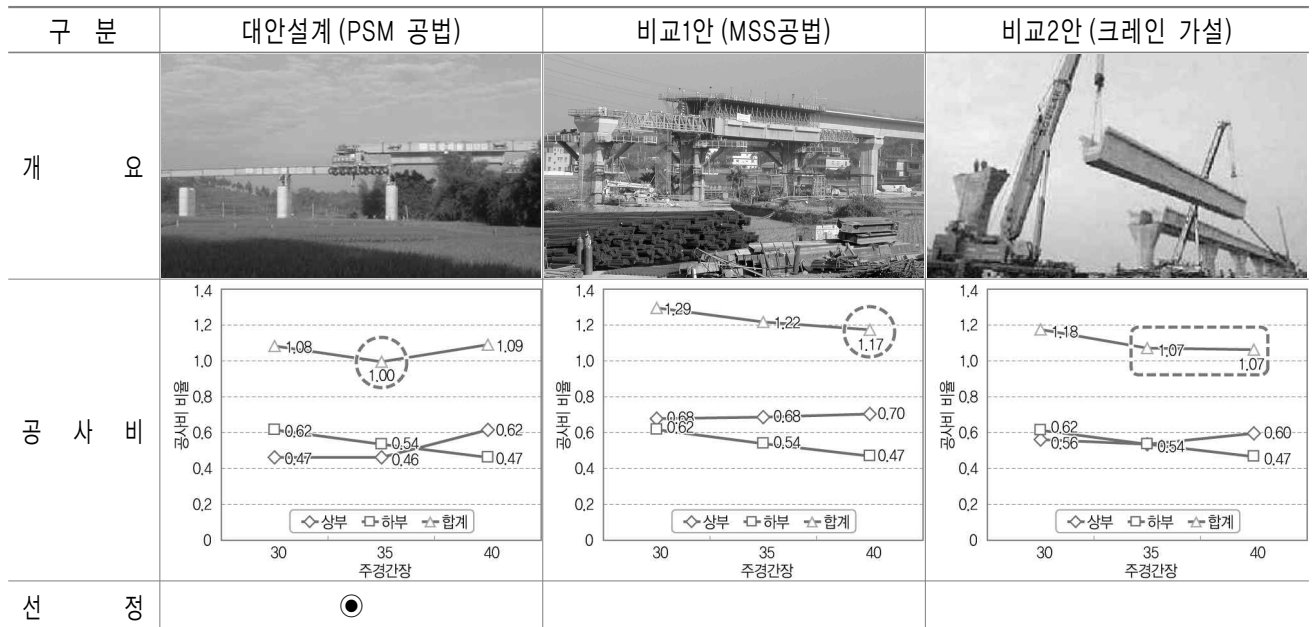 구 분
대안설계 (PSM 공법)
비교1안 (MSS공법)
비교2안 (크레인 가설)
개 요
공 사 비
공사비 비율
1.4
1.2
1.0
0.8
0.6
0.4
0.2
0
1.08
1.00
1.09
0.62
0.54
0.62
0.47
0.46
0.47
상부 하부 합계
30 35 40
주경간장
공사비 비율
1.4
1.2
1.0
0.8
0.6
0.4
0.2
0
1.29
1.22
1.17
0.68
0.68
0.70
0.62
0.54
0.47
상부 하부 합계
30 35 40
주경간장
공사비 비율
1.4
1.2
1.0
0.8
0.6
0.4
0.2
0
1.18
1.07
1.07
0.62
0.56
0.54
0.60
0.47
상부 하부 합계
30 35 40
주경간장
선 정